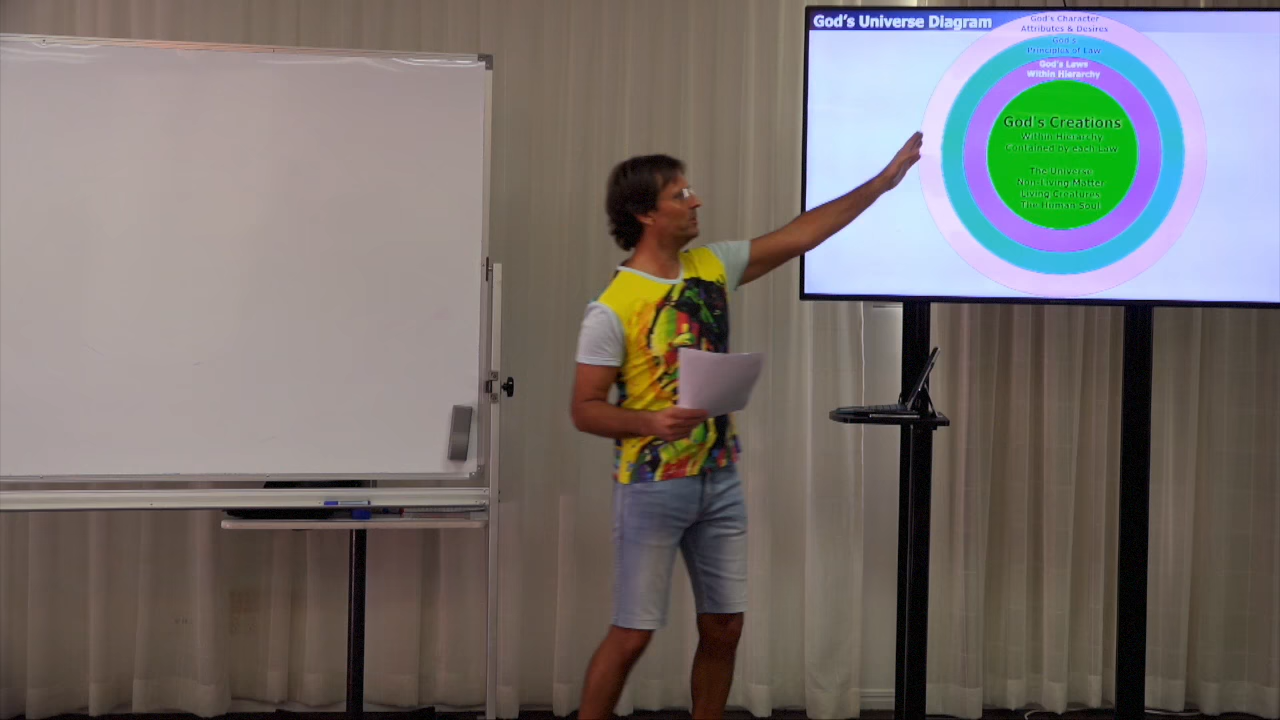 God's Universe Diagram
God's Character
Attributes & Desires
God's
Principles of Law
God's Laws
Within Hierarchy
God's Creations
Within Hierarchy
Contained by each Law
The Universe
Non-Living Matter
Living Creatures
The Human Soul